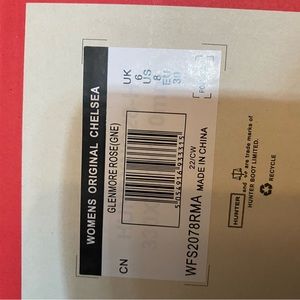 WOMENS ORIGINAL CHELSEA
GLENMORE ROSE(GNE)
UK
6
US
8
EU
39
CN
22/CW
WFS2078RMA MADE IN CHINA
HUNTER
and are trade marks of
HUNTER BOOT LIMITED.
RECYCLE